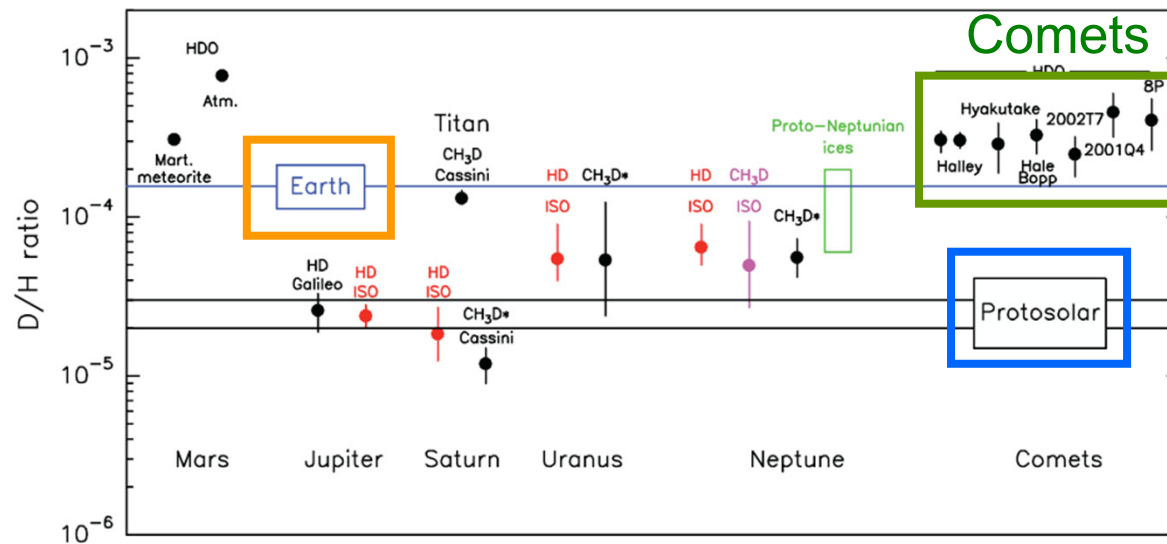 Comets
10⁻³
HDO
HDO
8P
Atm.
Hyakutake
2002T7
Titan
Proto-Neptunian
ices
Mart.
meteorite
CH₃D
Cassini
Halley
Hale
Bopp
2001Q4
Earth
HD
CH₃D*
HD
CH₃D
ISO
ISO
ISO
CH₃D*
10⁻⁴
D/H ratio
HD
Galileo
HD
ISO
HD
ISO
CH₃D*
Cassini
Protosolar
10⁻⁵
Mars
Jupiter
Saturn
Uranus
Neptune
Comets
10⁻⁶